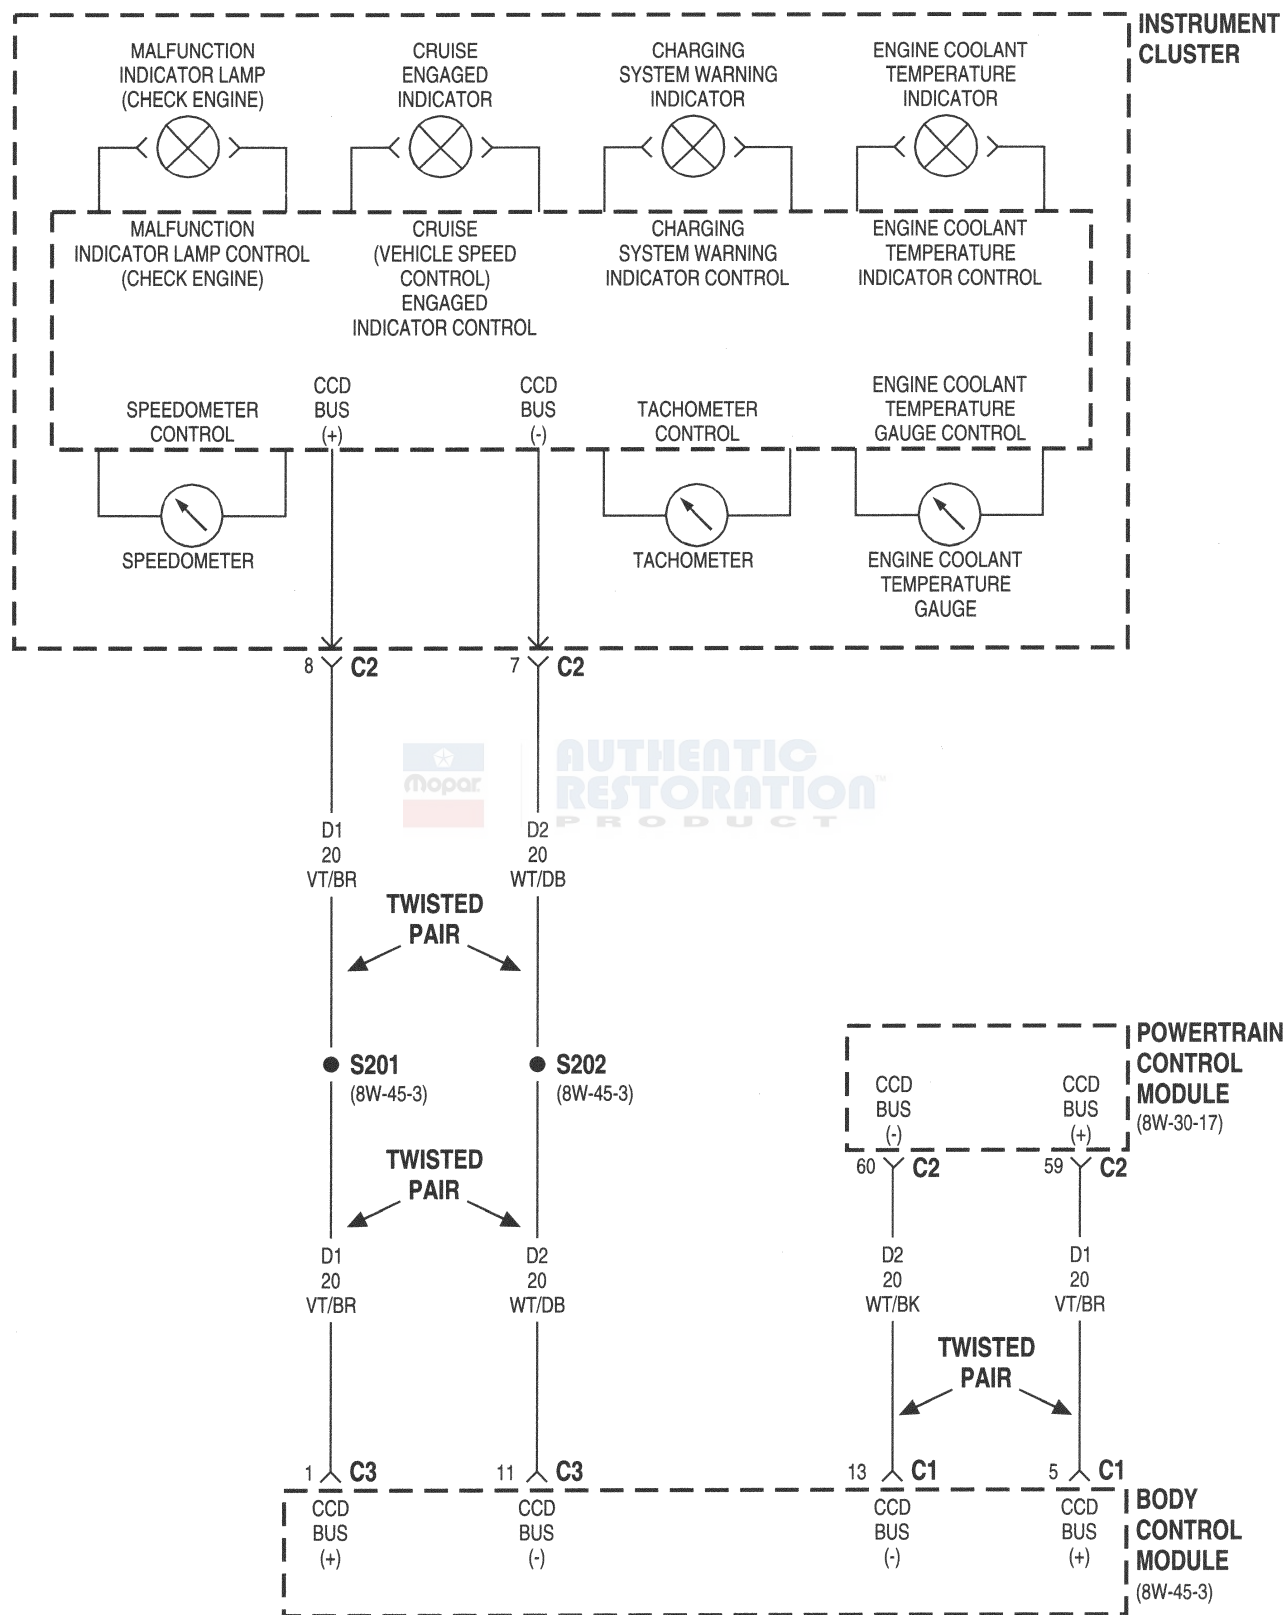 INSTRUMENT
CLUSTER
MALFUNCTION
INDICATOR LAMP
(CHECK ENGINE)
CRUISE
ENGAGED
INDICATOR
CHARGING
SYSTEM WARNING
INDICATOR
ENGINE COOLANT
TEMPERATURE
INDICATOR
MALFUNCTION
INDICATOR LAMP CONTROL
(CHECK ENGINE)
CRUISE
(VEHICLE SPEED
CONTROL)
ENGAGED
INDICATOR CONTROL
CHARGING
SYSTEM WARNING
INDICATOR CONTROL
ENGINE COOLANT
TEMPERATURE
INDICATOR CONTROL
SPEEDOMETER
CONTROL
CCD
BUS
(+)
CCD
BUS
(-)
TACHOMETER
CONTROL
ENGINE COOLANT
TEMPERATURE
GAUGE CONTROL
SPEEDOMETER
TACHOMETER
ENGINE COOLANT
TEMPERATURE
GAUGE
8 C2
7 C2
Mopar
AUTHENTIC
RESTORATION™
PRODUCT
D1
20
VT/BR
D2
20
WT/DB
TWISTED
PAIR
S201
(8W-45-3)
S202
(8W-45-3)
POWERTRAIN
CONTROL
MODULE
(8W-30-17)
CCD
BUS
(-)
CCD
BUS
(+)
60 C2
59 C2
TWISTED
PAIR
D1
20
VT/BR
D2
20
WT/DB
D2
20
WT/BK
D1
20
VT/BR
TWISTED
PAIR
1 C3
11 C3
13 C1
5 C1
CCD
BUS
(+)
CCD
BUS
(-)
CCD
BUS
(-)
CCD
BUS
(+)
BODY
CONTROL
MODULE
(8W-45-3)